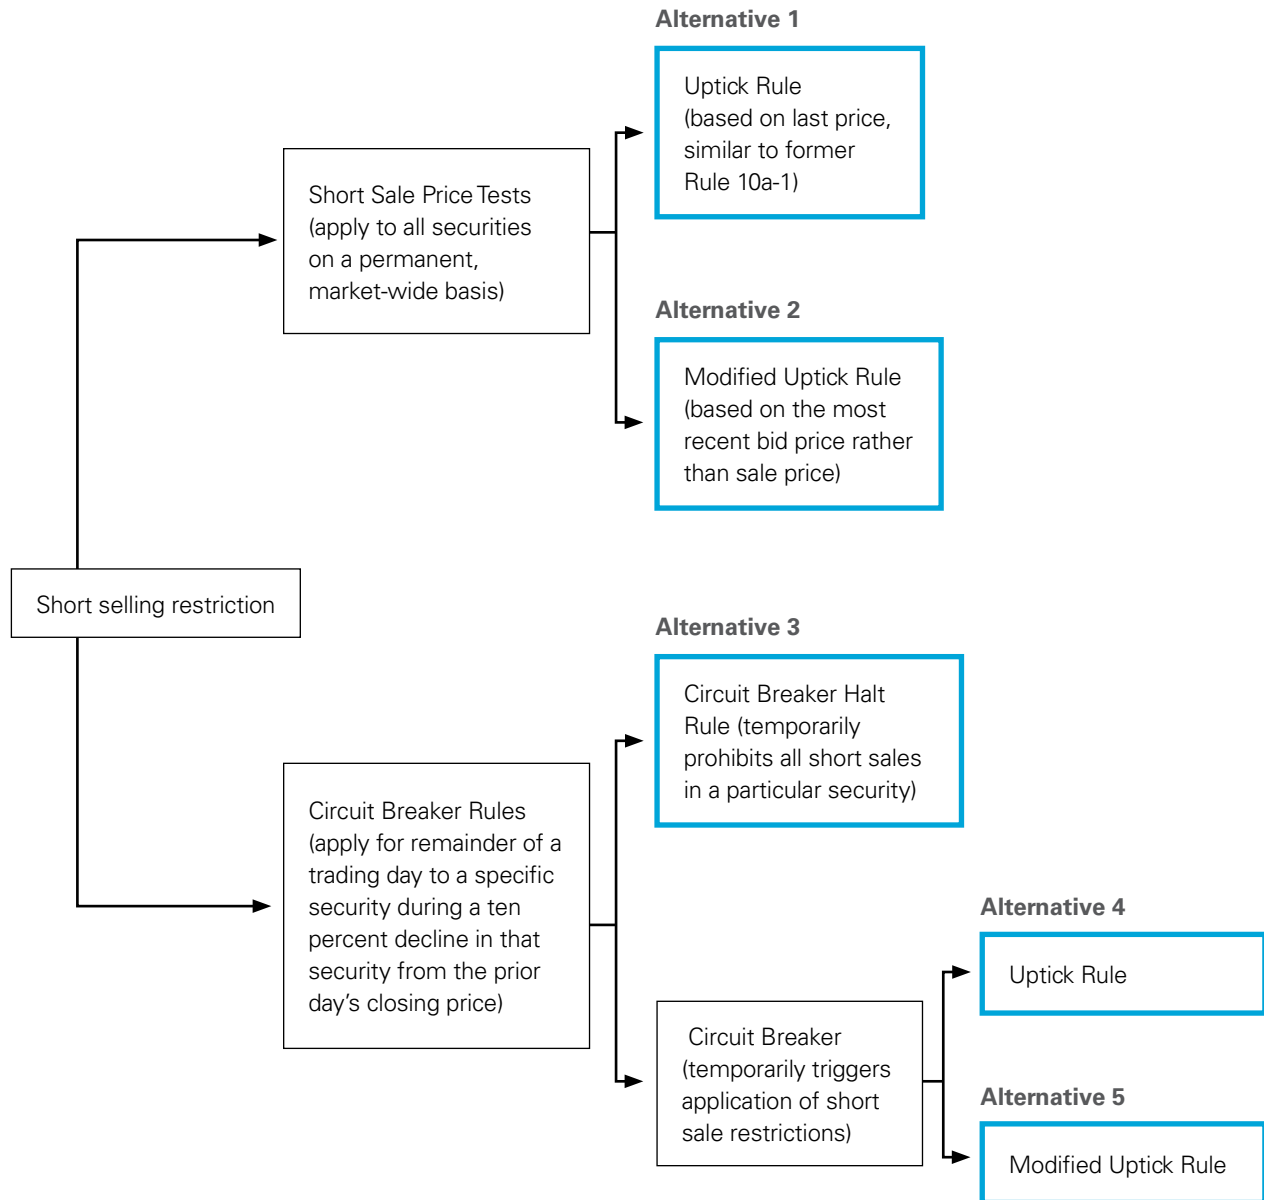 Alternative 1
Uptick Rule
(based on last price,
similar to former
Rule 10a-1)
Short Sale Price Tests
(apply to all securities
on a permanent,
market-wide basis)
Alternative 2
Modified Uptick Rule
(based on the most
recent bid price rather
than sale price)
Short selling restriction
Alternative 3
Circuit Breaker Halt
Rule (temporarily
prohibits all short sales
in a particular security)
Circuit Breaker Rules
(apply for remainder of a
trading day to a specific
security during a ten
percent decline in that
security from the prior
day's closing price)
Alternative 4
Uptick Rule
Circuit Breaker
(temporarily triggers
application of short
sale restrictions)
Alternative 5
Modified Uptick Rule